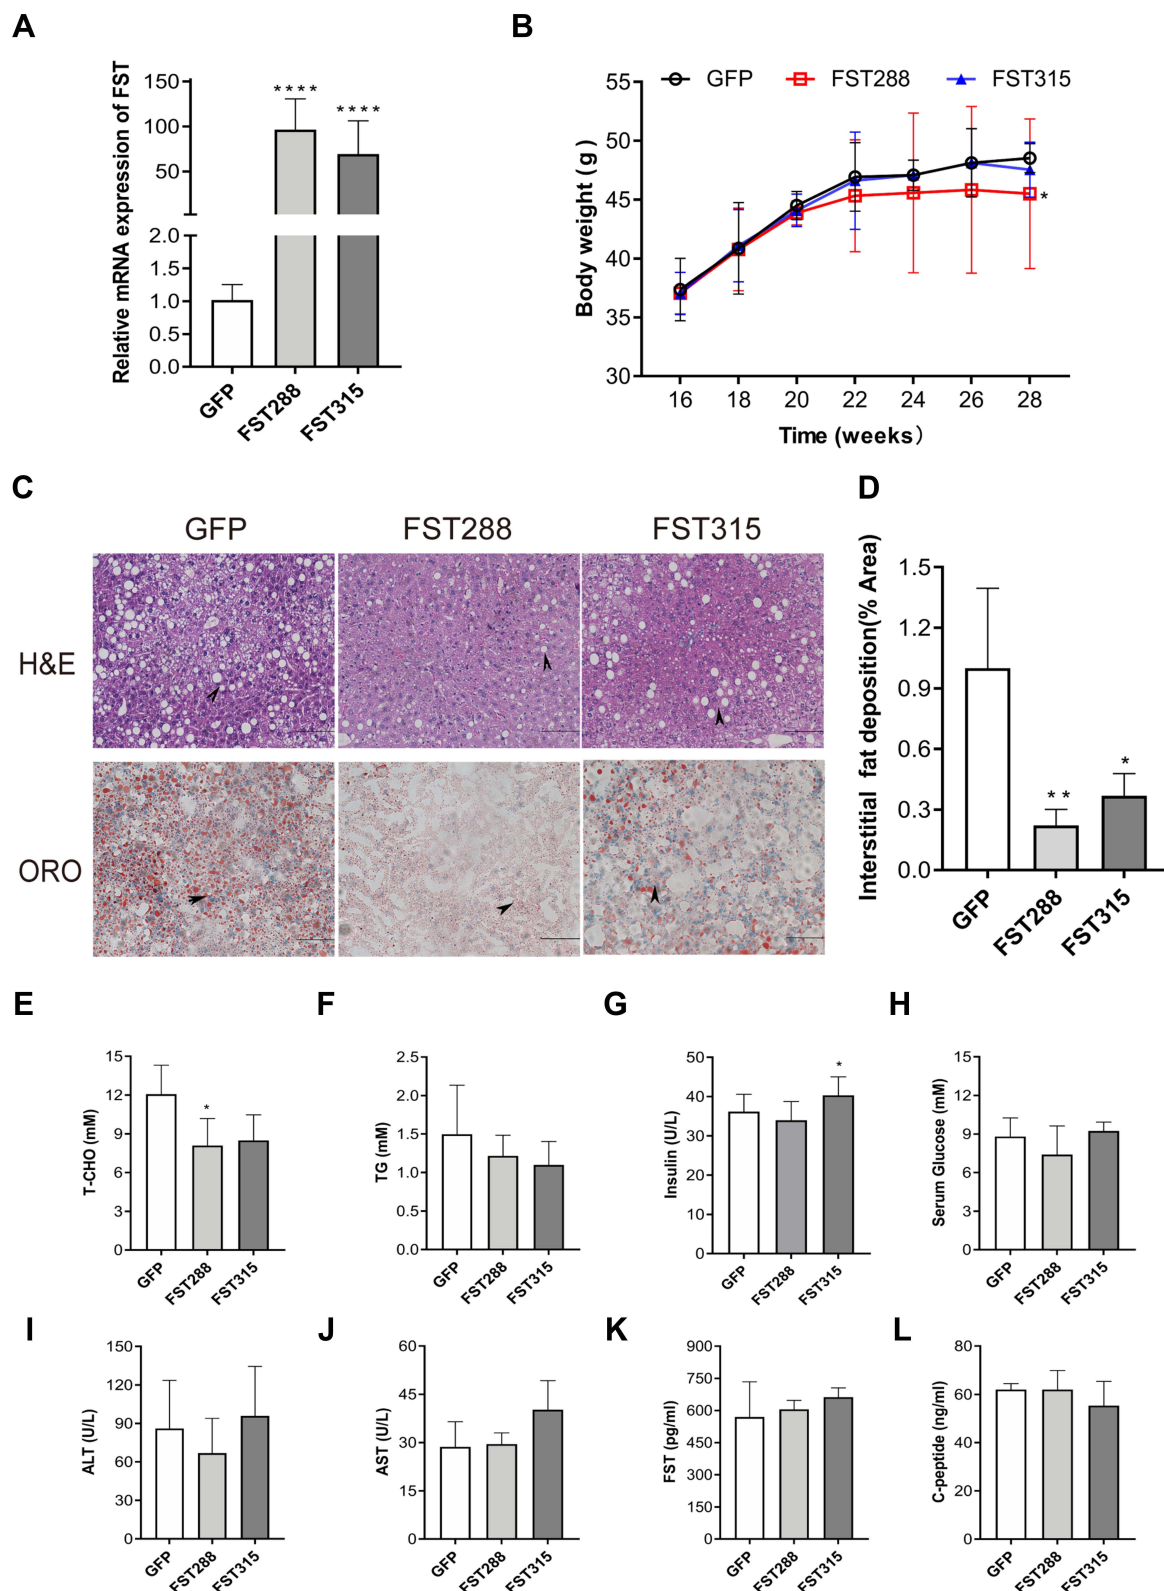 A
Relative mRNA expression of FST
150
100
50
2.0
1.5
1.0
0.5
0.0
****
****
GFP
FST288
FST315
B
GFP FST288 FST315
Body weight (g)
55
50
45
40
35
30
*
16 18 20 22 24 26 28
Time (weeks)
C
GFP FST288 FST315
H&E
ORO
D
Interstitial fat deposition(% Area)
1.5
1.2
0.9
0.6
0.3
0.0
**
*
GFP
FST288
FST315
E
T-CHO (mM)
15
12
9
6
3
0
*
GFP
FST288
FST315
F
TG (mM)
2.5
2.0
1.5
1.0
0.5
0.0
GFP
FST288
FST315
G
Insulin (U/L)
50
40
30
20
10
0
*
GFP
FST288
FST315
H
Serum Glucose (mM)
15
12
9
6
3
0
GFP
FST288
FST315
I
ALT (U/L)
150
120
90
60
30
0
GFP
FST288
FST315
J
AST (U/L)
60
45
30
15
0
GFP
FST288
FST315
K
FST (pg/ml)
900
750
600
450
300
150
0
GFP
FST288
FST315
L
C-peptide (ng/ml)
80
60
40
20
0
GFP
FST288
FST315